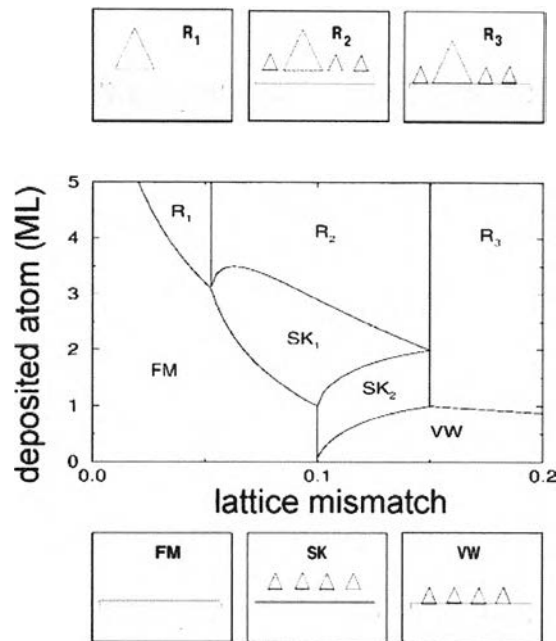 R₁
R₂
R₃
deposited atom (ML)
5
4
3
2
1
0
R₁
R₂
R₃
SK₁
FM
SK₂
VW
0.0
0.1
0.2
lattice mismatch
FM
SK
VW